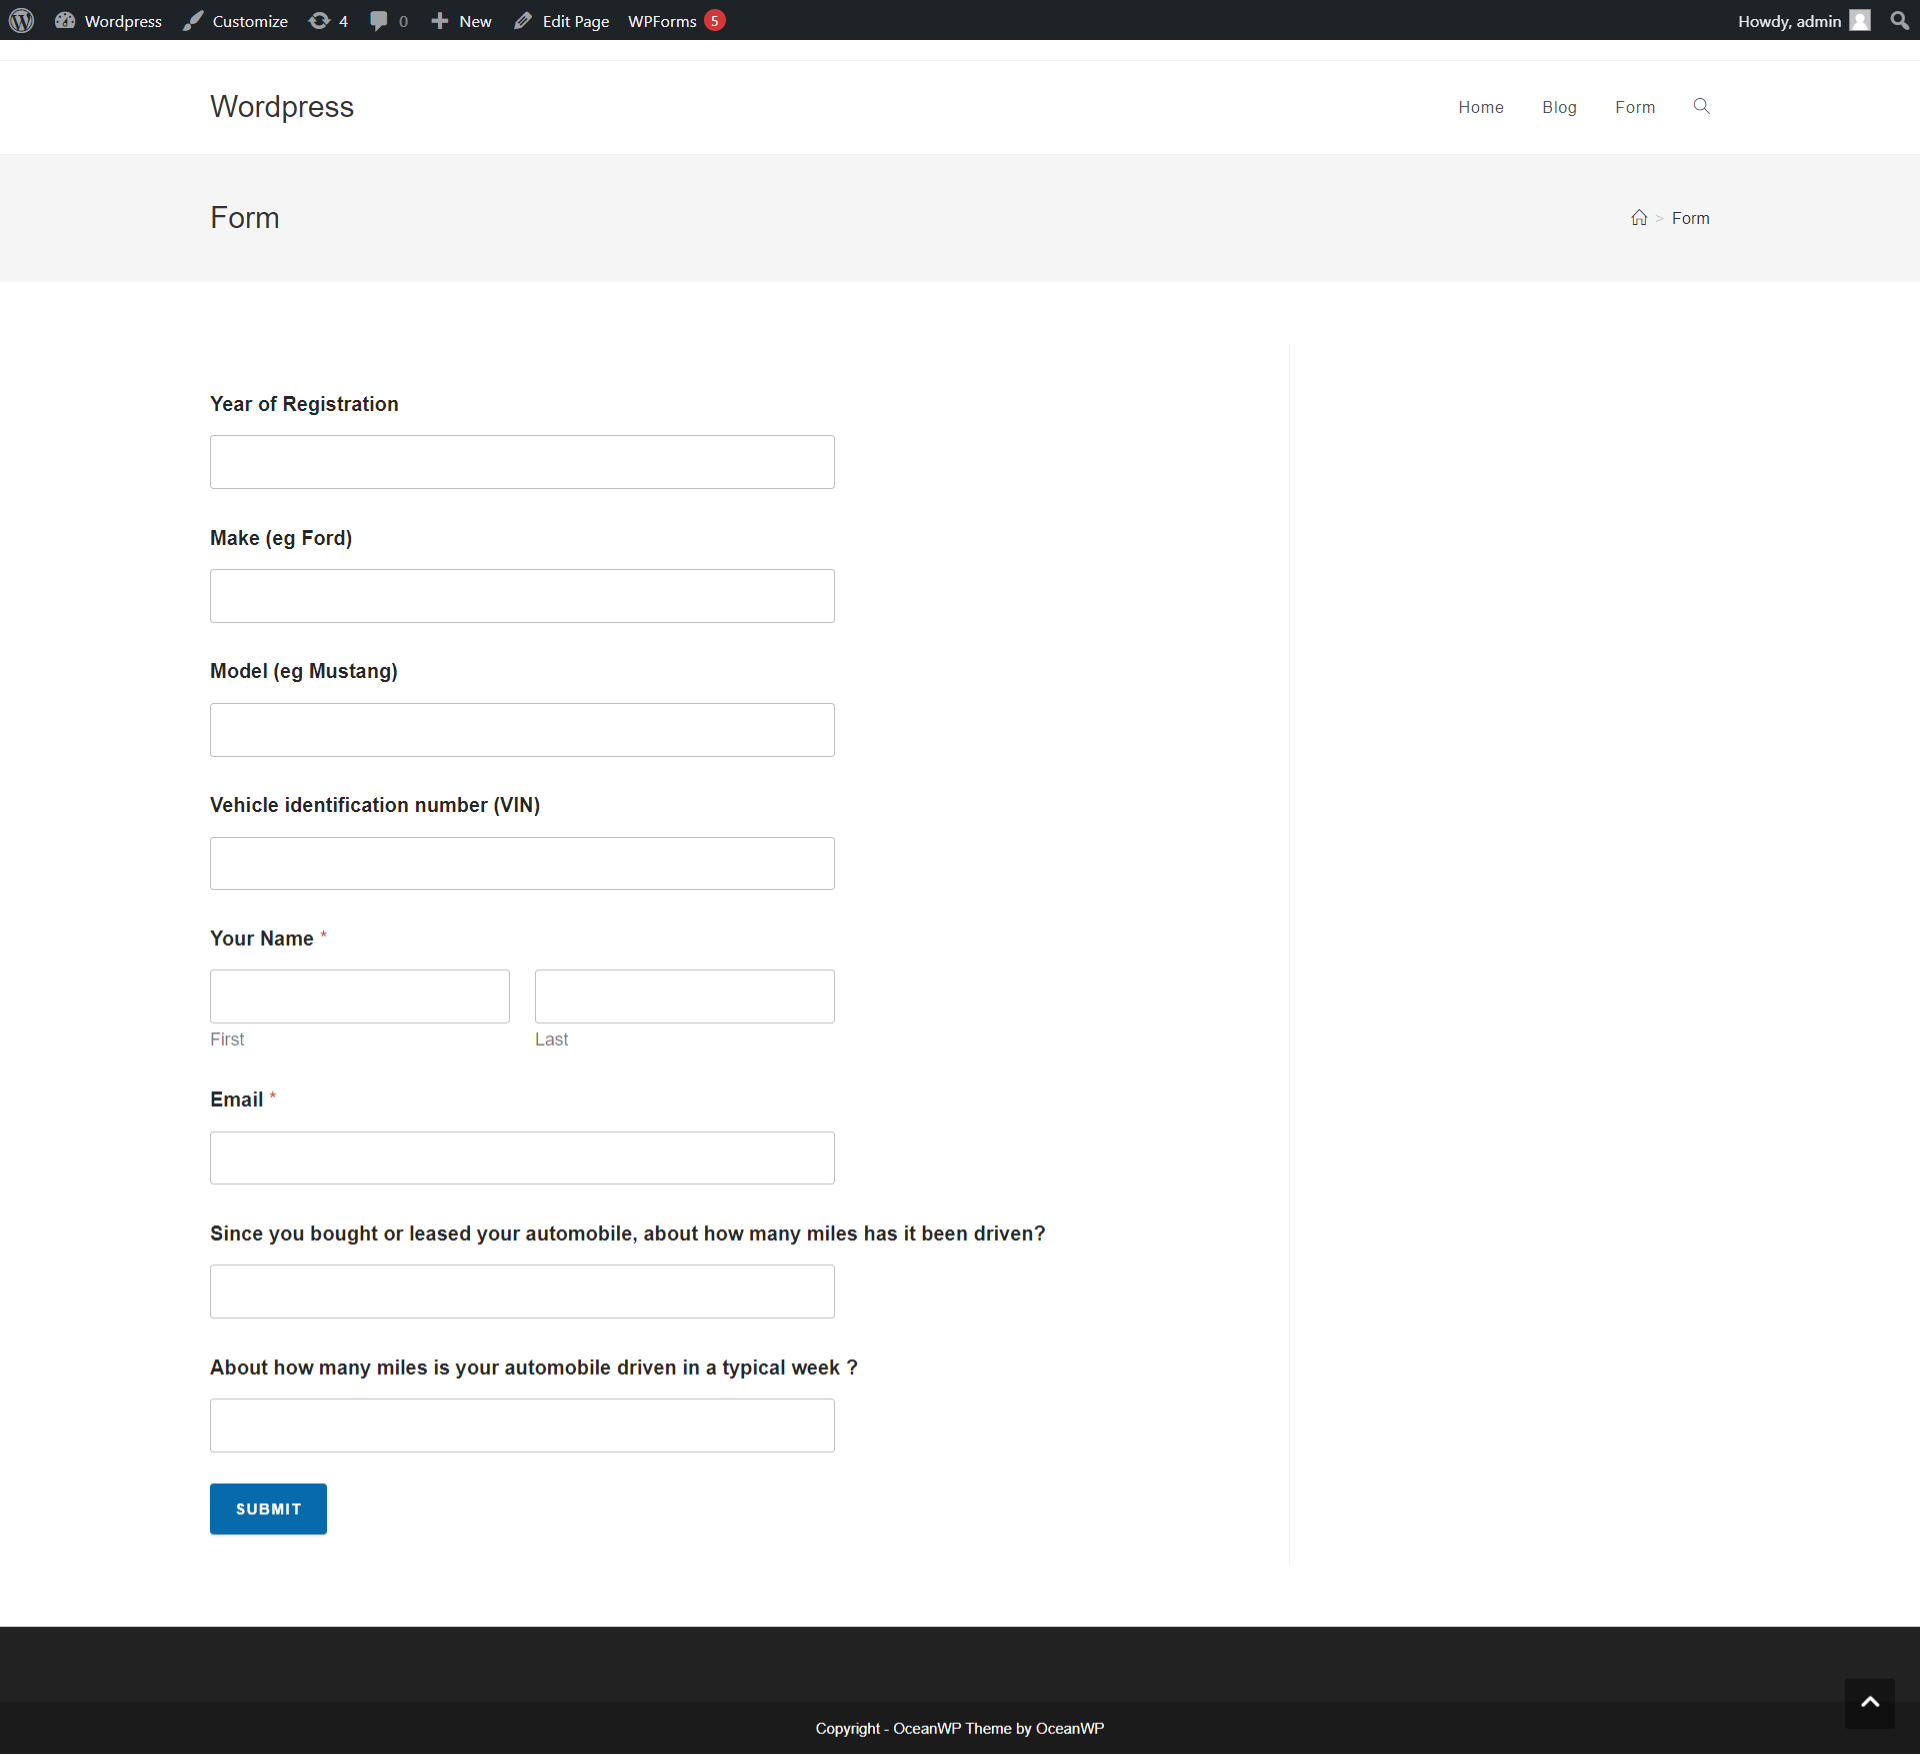 Wordpress Customize 4 0 New Edit Page WPForms 5 Howdy, admin
Wordpress
Home Blog Form
Form
> Form
Year of Registration
Make (eg Ford)
Model (eg Mustang)
Vehicle identification number (VIN)
Your Name *
First Last
Email *
Since you bought or leased your automobile, about how many miles has it been driven?
About how many miles is your automobile driven in a typical week ?
SUBMIT
Copyright - OceanWP Theme by OceanWP